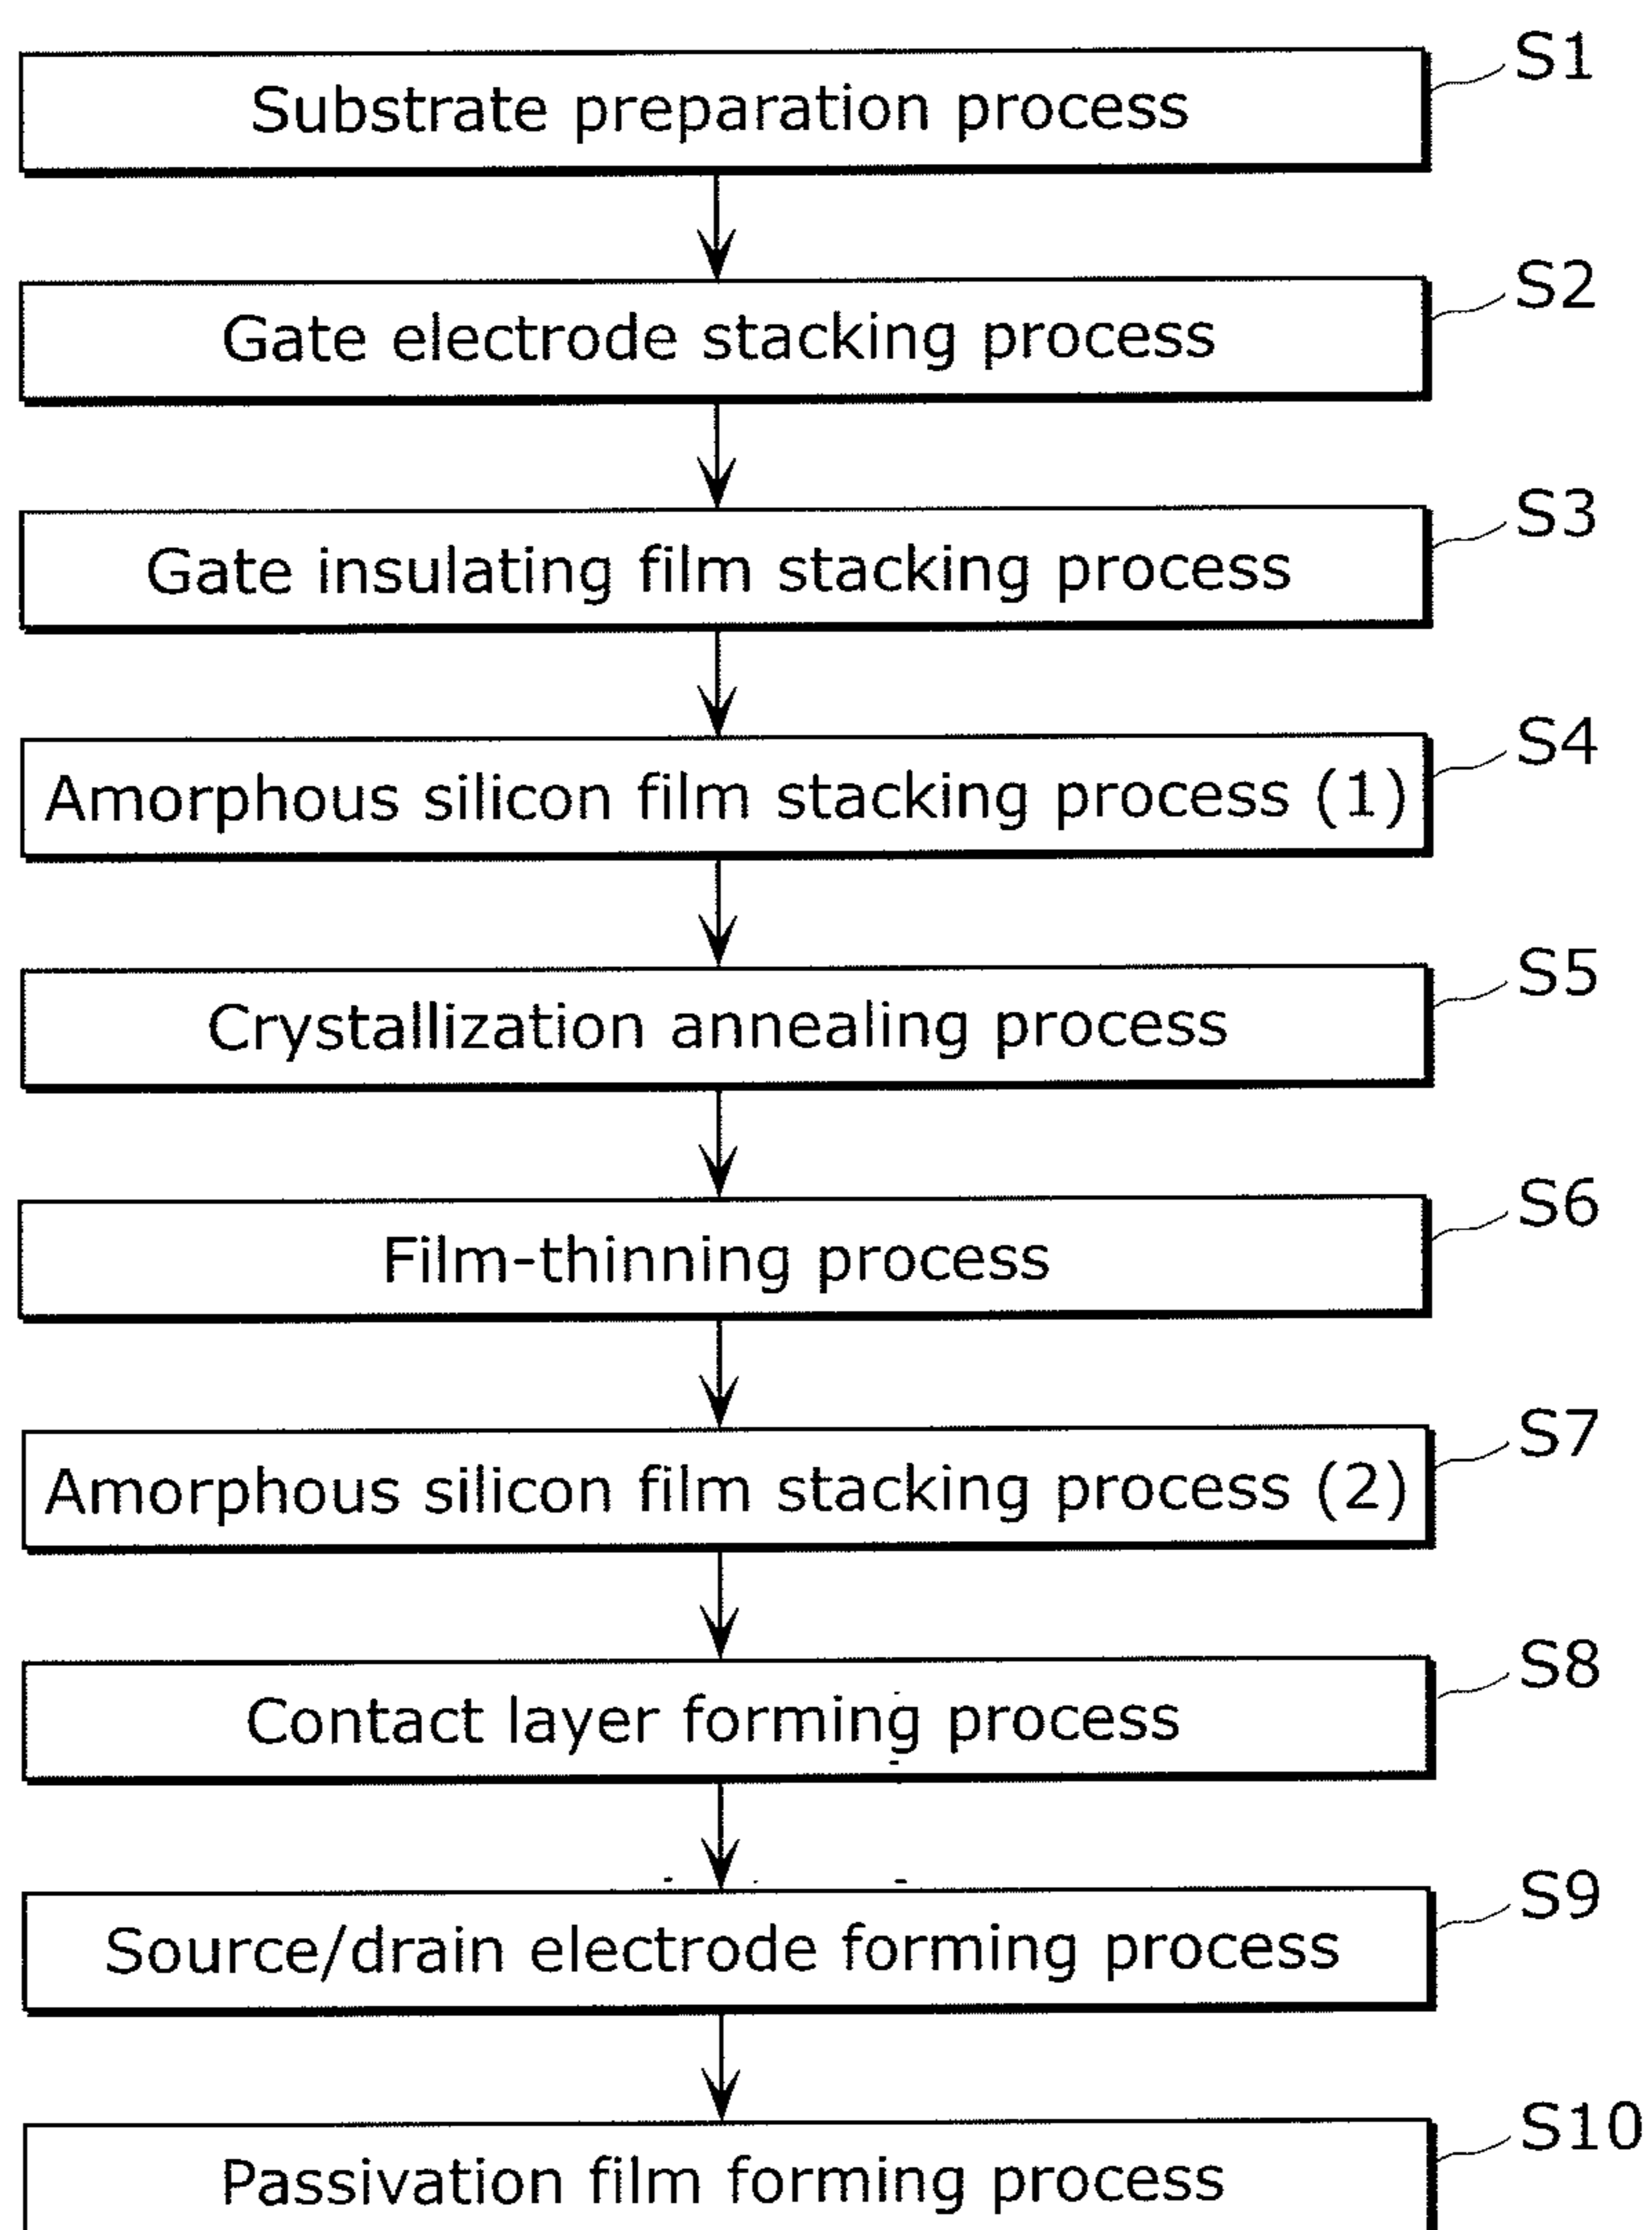 S1
Substrate preparation process
S2
Gate electrode stacking process
S3
Gate insulating film stacking process
S4
Amorphous silicon film stacking process (1)
S5
Crystallization annealing process
S6
Film-thinning process
S7
Amorphous silicon film stacking process (2)
S8
Contact layer forming process
S9
Source/drain electrode forming process
S10
Passivation film forming process